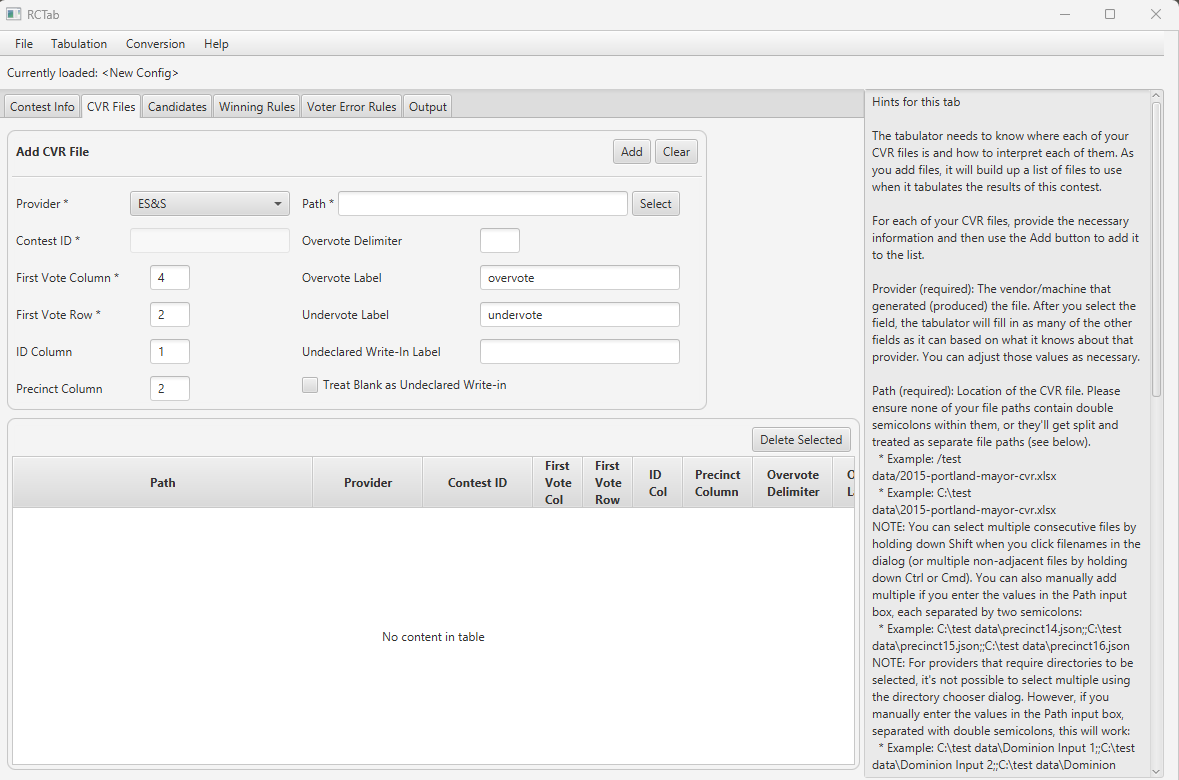 RCTab
File Tabulation Conversion Help
Currently loaded: <New Config>
Contest Info CVR Files Candidates Winning Rules Voter Error Rules Output
Add CVR File Add Clear
Provider * ES&S Path * Select
Contest ID * Overvote Delimiter
First Vote Column * 4 Overvote Label overvote
First Vote Row * 2 Undervote Label undervote
ID Column 1 Undeclared Write-In Label
Precinct Column 2 Treat Blank as Undeclared Write-in
Delete Selected
Path Provider Contest ID First Vote Col First Vote Row ID Col Precinct Column Overvote Delimiter
No content in table
Hints for this tab
The tabulator needs to know where each of your
CVR files is and how to interpret each of them. As
you add files, it will build up a list of files to use
when it tabulates the results of this contest.
For each of your CVR files, provide the necessary
information and then use the Add button to add it
to the list.
Provider (required): The vendor/machine that
generated (produced) the file. After you select the
field, the tabulator will fill in as many of the other
fields as it can based on what it knows about that
provider. You can adjust those values as necessary.
Path (required): Location of the CVR file. Please
ensure none of your file paths contain double
semicolons within them, or they'll get split and
treated as separate file paths (see below).
* Example: /test
data/2015-portland-mayor-cvr.xlsx
* Example: C:\test
data\2015-portland-mayor-cvr.xlsx
NOTE: You can select multiple consecutive files by
holding down Shift when you click filenames in the
dialog (or multiple non-adjacent files by holding
down Ctrl or Cmd). You can also manually add
multiple if you enter the values in the Path input
box, each separated by two semicolons:
* Example: C:\test data\precinct14.json;;C:\test
data\precinct15.json;;C:\test data\precinct16.json
NOTE: For providers that require directories to be
selected, it's not possible to select multiple using
the directory chooser dialog. However, if you
manually enter the values in the Path input box,
separated with double semicolons, this will work:
* Example: C:\test data\Dominion Input 1;;C:\test
data\Dominion Input 2;;C:\test data\Dominion